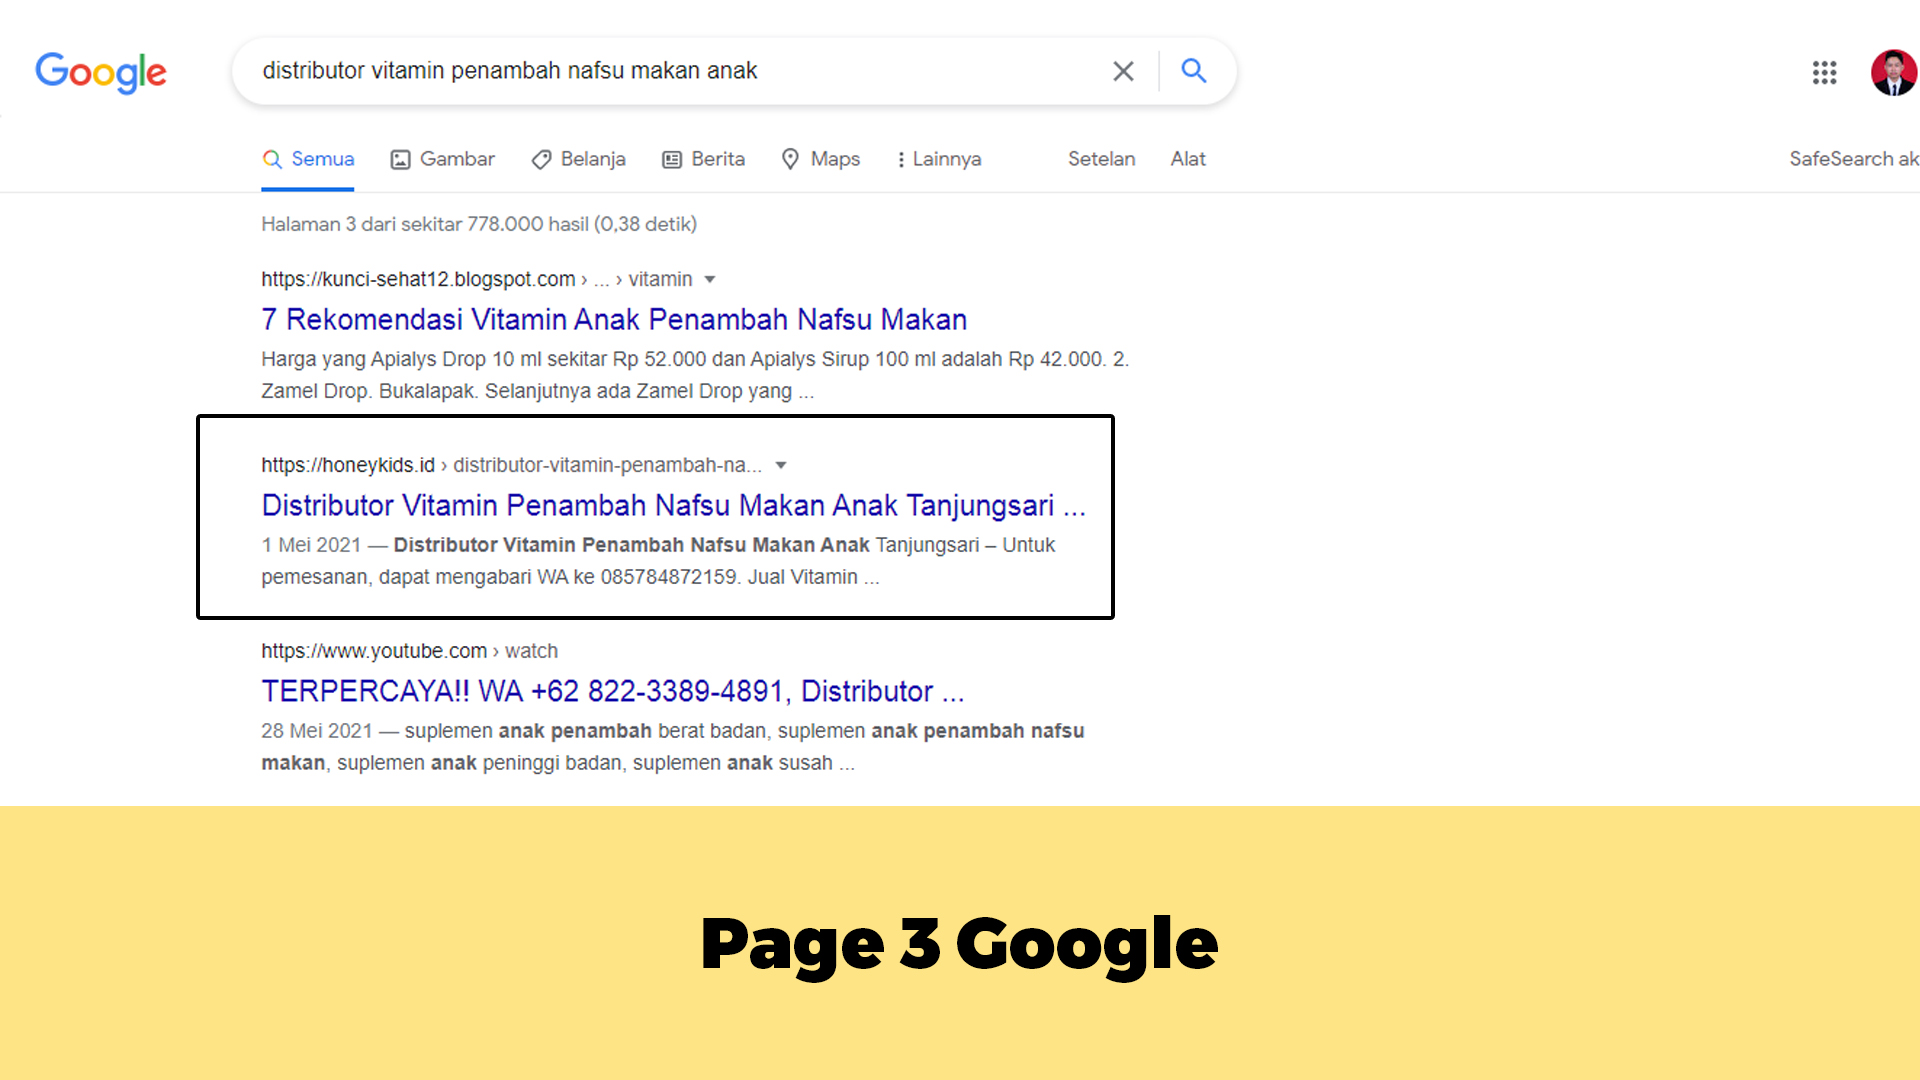 Google
distributor vitamin penambah nafsu makan anak
Semua Gambar Belanja Berita Maps Lainnya Setelan Alat SafeSearch ak
Halaman 3 dari sekitar 778.000 hasil (0,38 detik)
https://kunci-sehat12.blogspot.com › ... › vitamin
7 Rekomendasi Vitamin Anak Penambah Nafsu Makan
Harga yang Apialys Drop 10 ml sekitar Rp 52.000 dan Apialys Sirup 100 ml adalah Rp 42.000. 2.
Zamel Drop. Bukalapak. Selanjutnya ada Zamel Drop yang ...
https://honeykids.id › distributor-vitamin-penambah-na...
Distributor Vitamin Penambah Nafsu Makan Anak Tanjungsari ...
1 Mei 2021 — Distributor Vitamin Penambah Nafsu Makan Anak Tanjungsari – Untuk
pemesanan, dapat mengabari WA ke 085784872159. Jual Vitamin ...
https://www.youtube.com › watch
TERPERCAYA!! WA +62 822-3389-4891, Distributor ...
28 Mei 2021 — suplemen anak penambah berat badan, suplemen anak penambah nafsu
makan, suplemen anak peninggi badan, suplemen anak susah ...
Page 3 Google